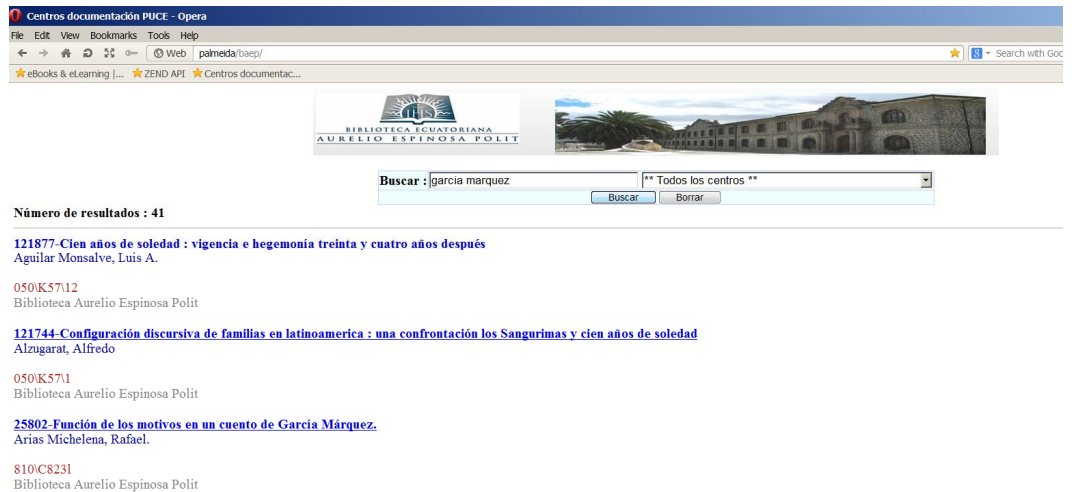 Centros documentación PUCE - Opera
File Edit View Bookmarks Tools Help
Web palmeida/baep/ Search with Goo
eBooks & eLearning |... ZEND API Centros documentac...
BIBLIOTECA ECUATORIANA
AURELIO ESPINOSA POLIT
Buscar : garcia marquez ** Todos los centros **
Buscar Borrar
Número de resultados : 41
121877-Cien años de soledad : vigencia e hegemonía treinta y cuatro años después
Aguilar Monsalve, Luis A.
050\K57\12
Biblioteca Aurelio Espinosa Polit
121744-Configuración discursiva de familias en latinoamerica : una confrontación los Sangurimas y cien años de soledad
Alzugarat, Alfredo
050\K57\1
Biblioteca Aurelio Espinosa Polit
25802-Función de los motivos en un cuento de García Márquez.
Arias Michelena, Rafael.
810\C823l
Biblioteca Aurelio Espinosa Polit